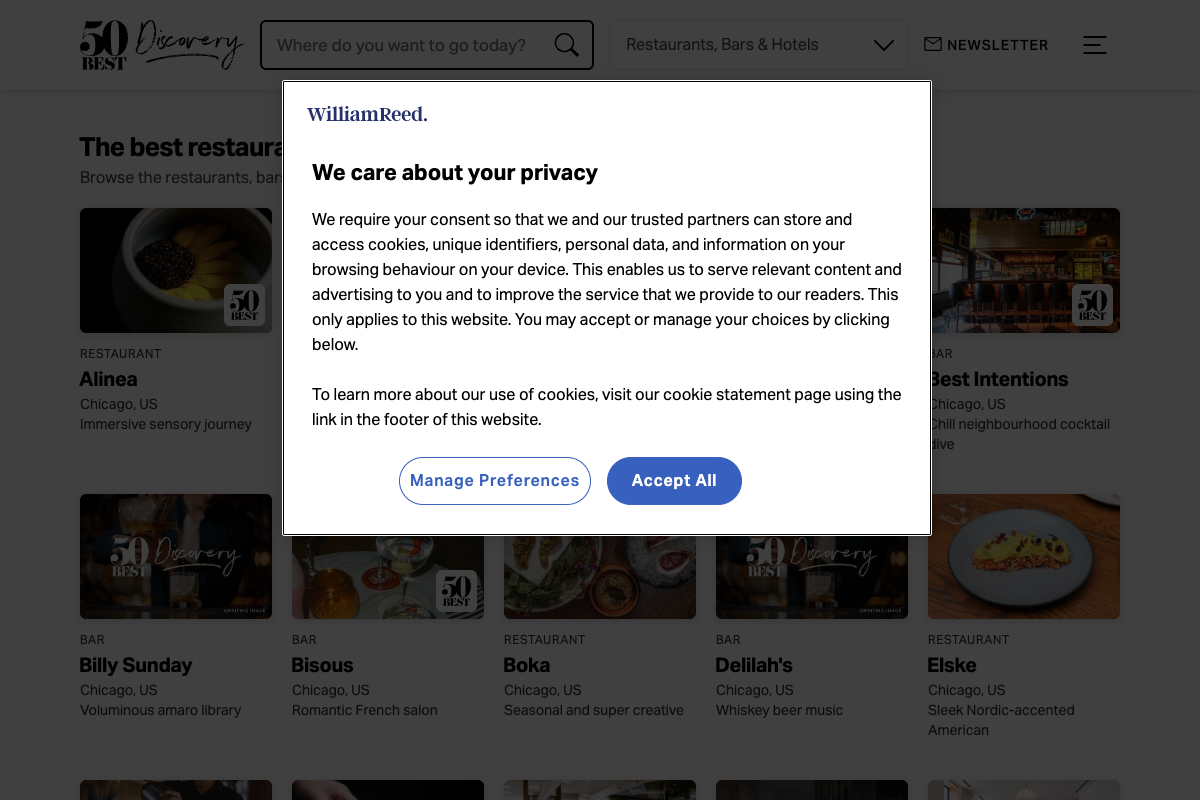 50 BEST Discovery
Where do you want to go today?
Restaurants, Bars & Hotels
NEWSLETTER
The best restaura
Browse the restaurants, bar
WilliamReed.
We care about your privacy
We require your consent so that we and our trusted partners can store and
access cookies, unique identifiers, personal data, and information on your
browsing behaviour on your device. This enables us to serve relevant content and
advertising to you and to improve the service that we provide to our readers. This
only applies to this website. You may accept or manage your choices by clicking
below.
To learn more about our use of cookies, visit our cookie statement page using the
link in the footer of this website.
Manage Preferences
Accept All
50 BEST
RESTAURANT
Alinea
Chicago, US
Immersive sensory journey
50 BEST
BAR
Best Intentions
Chicago, US
Chill neighbourhood cocktail
dive
50 BEST Discovery
AWAITING IMAGE
BAR
Billy Sunday
Chicago, US
Voluminous amaro library
50 BEST
BAR
Bisous
Chicago, US
Romantic French salon
RESTAURANT
Boka
Chicago, US
Seasonal and super creative
50 BEST Discovery
AWAITING IMAGE
BAR
Delilah's
Chicago, US
Whiskey beer music
RESTAURANT
Elske
Chicago, US
Sleek Nordic-accented
American